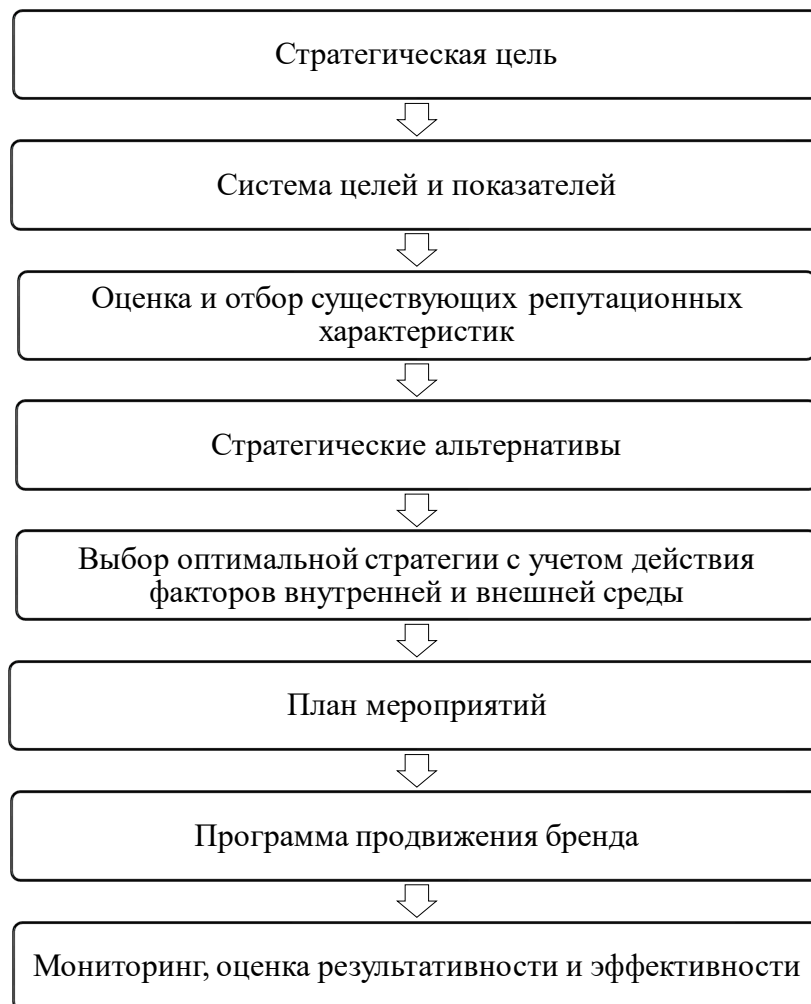 Стратегическая цель
Система целей и показателей
Оценка и отбор существующих репутационных
характеристик
Стратегические альтернативы
Выбор оптимальной стратегии с учетом действия
факторов внутренней и внешней среды
План мероприятий
Программа продвижения бренда
Мониторинг, оценка результативности и эффективности